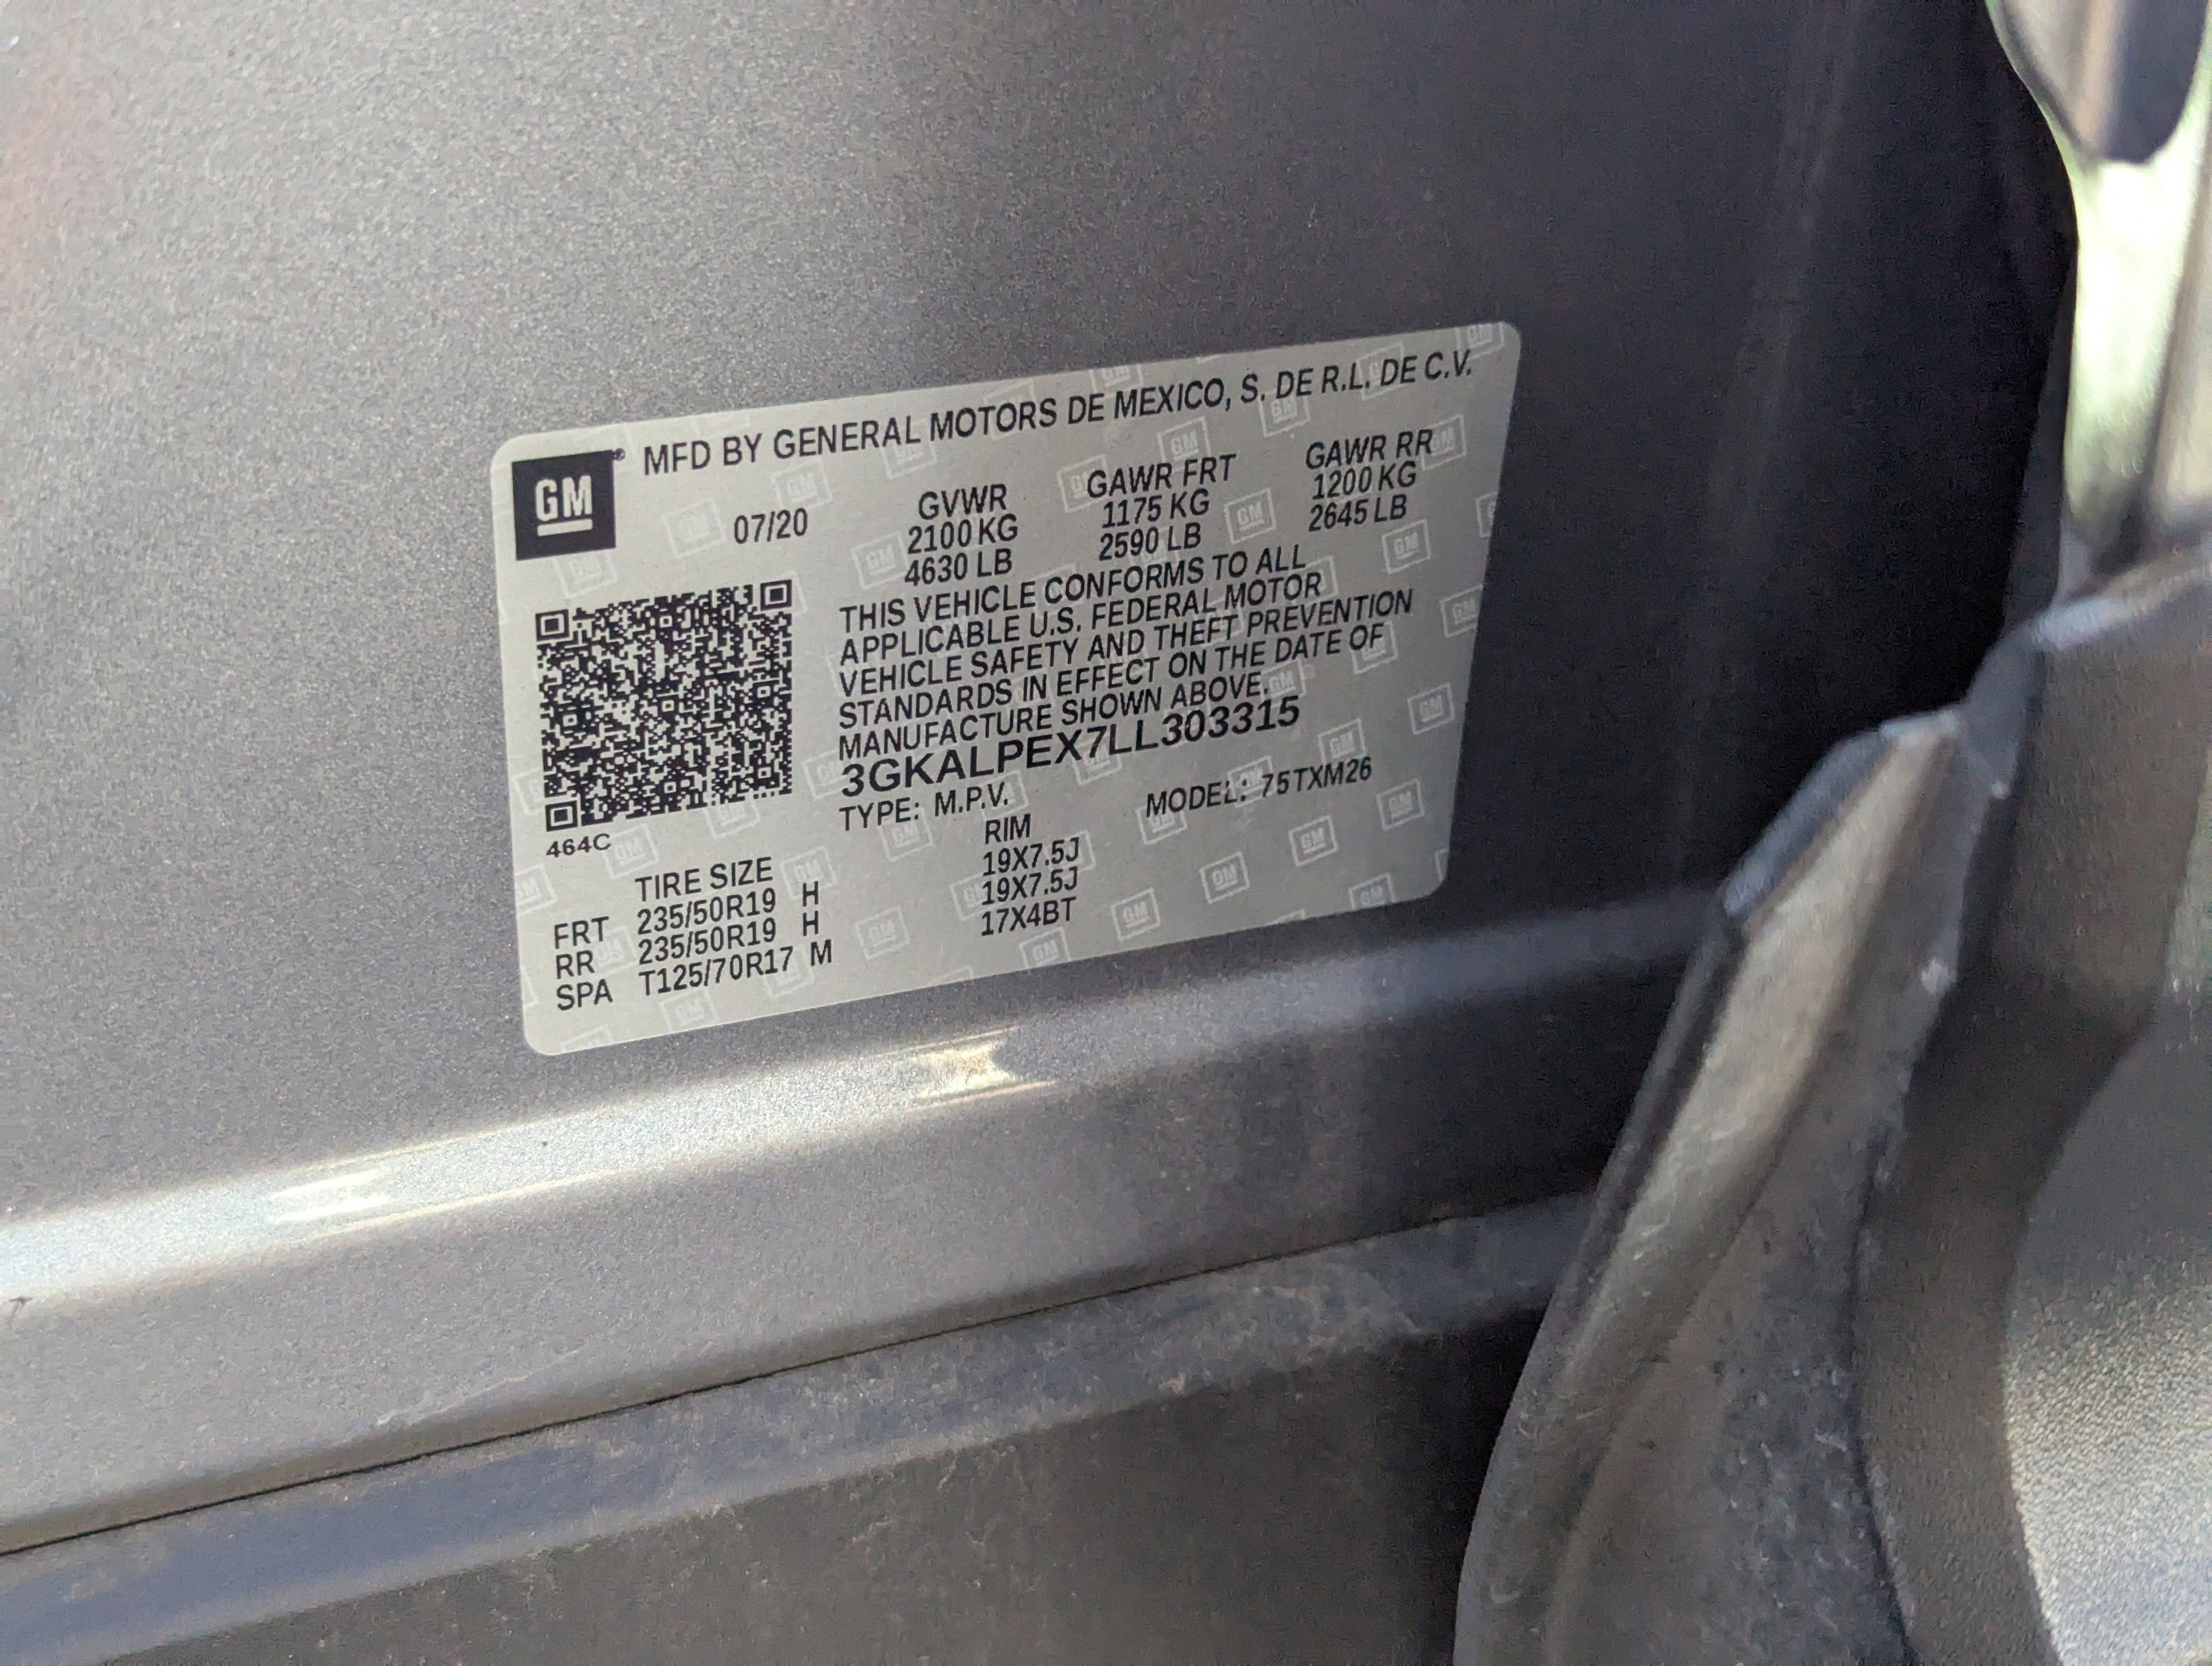 GM® MFD BY GENERAL MOTORS DE MEXICO, S. DE R.L. DE C.V.
07/20 GVWR GAWR FRT GAWR RR
2100 KG 1175 KG 1200 KG
4630 LB 2590 LB 2645 LB
THIS VEHICLE CONFORMS TO ALL
APPLICABLE U.S. FEDERAL MOTOR
VEHICLE SAFETY AND THEFT PREVENTION
STANDARDS IN EFFECT ON THE DATE OF
MANUFACTURE SHOWN ABOVE.
3GKALPEX7LL303315
TYPE: M.P.V. MODEL: 75TXM26
464C
TIRE SIZE RIM
FRT 235/50R19 H 19X7.5J
RR 235/50R19 H 19X7.5J
SPA T125/70R17 M 17X4BT